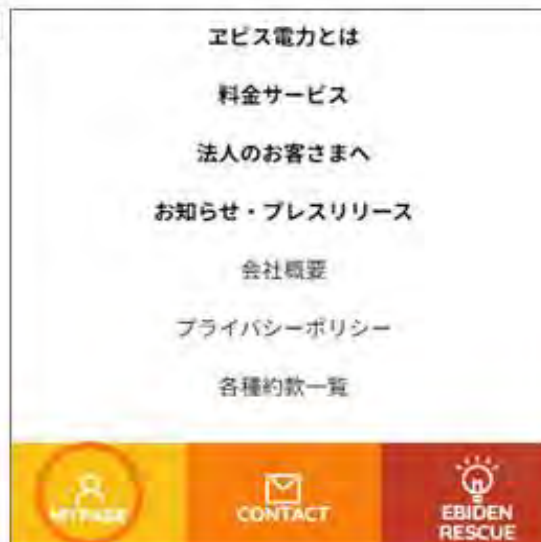 ヱビス電力とは
料金サービス
法人のお客さまへ
お知らせ・プレスリリース
会社概要
プライバシーポリシー
各種約款一覧
MYPAGE
CONTACT
EBIDEN
RESCUE